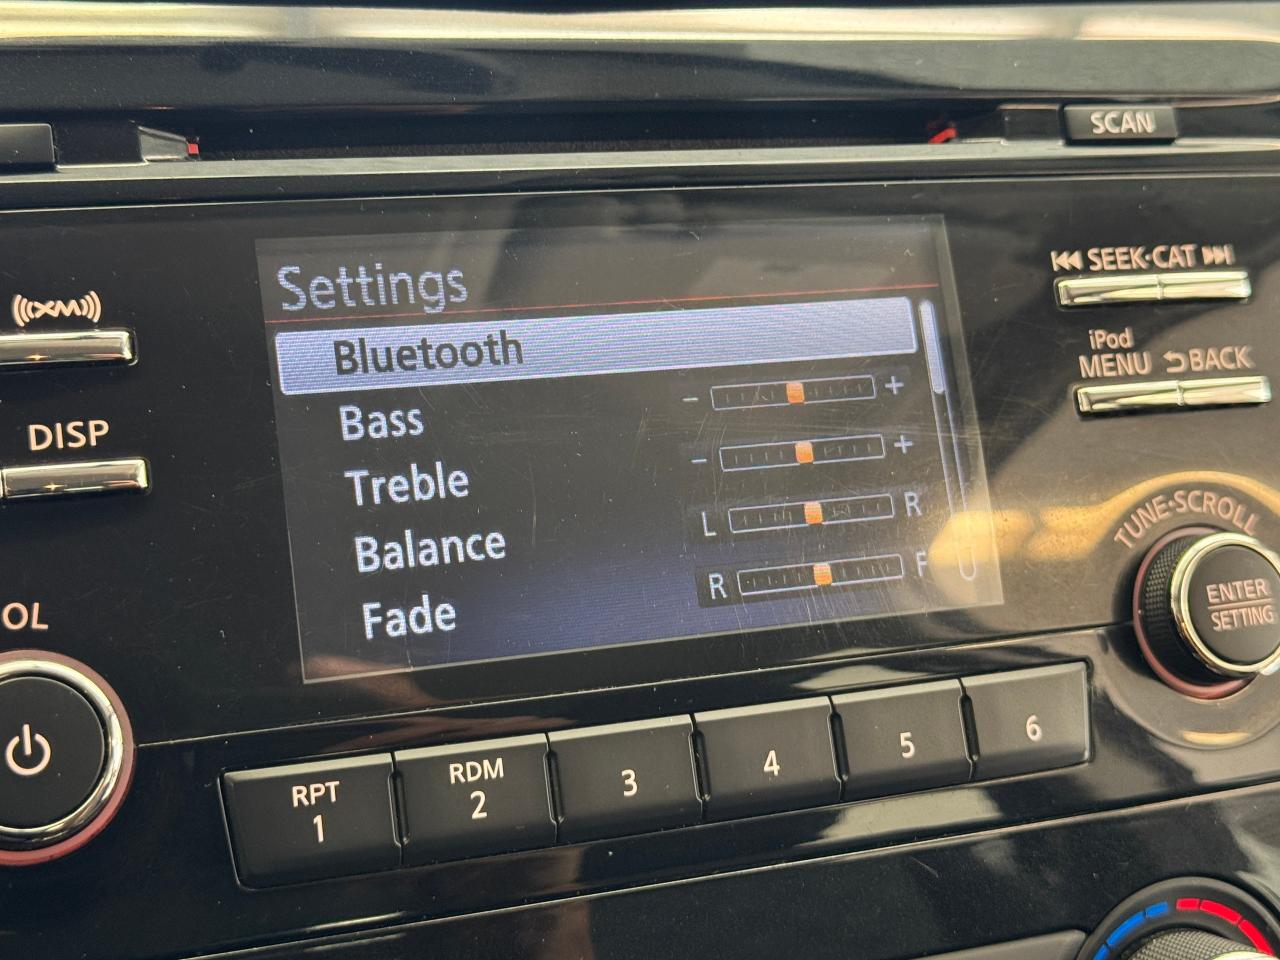 SCAN
XM
DISP
OL
Settings
Bluetooth
Bass - +
Treble - +
Balance L R
Fade R F
SEEK·CAT
iPod
MENU BACK
TUNE·SCROLL
ENTER
SETTING
RPT
1
RDM
2
3
4
5
6